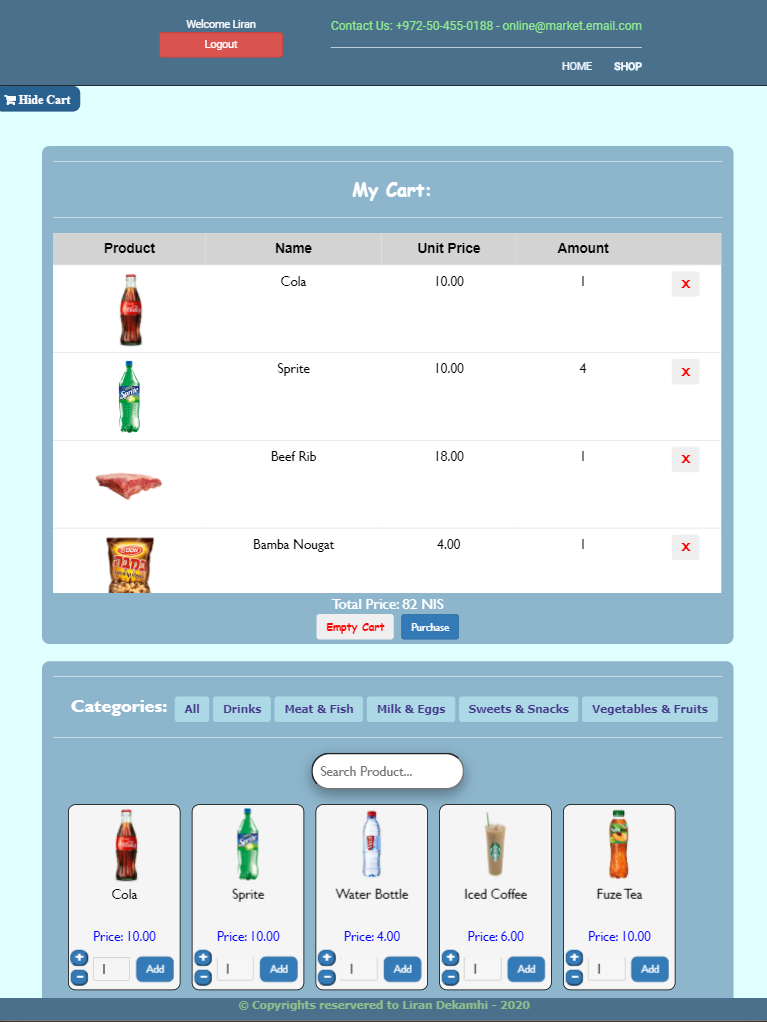 Welcome Liran
Logout
Contact Us: +972-50-455-0188 - online@market.email.com
HOME SHOP
Hide Cart
My Cart:
Product Name Unit Price Amount
Cola 10.00 1 X
Sprite 10.00 4 X
Beef Rib 18.00 1 X
Bamba Nougat 4.00 1 X
Sprite
במבה
Total Price: 82 NIS
Empty Cart Purchase
Categories: All Drinks Meat & Fish Milk & Eggs Sweets & Snacks Vegetables & Fruits
Search Product...
Sprite
Cola Sprite Water Bottle Iced Coffee Fuze Tea
Price: 10.00 Price: 10.00 Price: 4.00 Price: 6.00 Price: 10.00
+ + + + +
1 Add 1 Add 1 Add 1 Add 1 Add
− − − − −
© Copyrights reservered to Liran Dekamhi - 2020